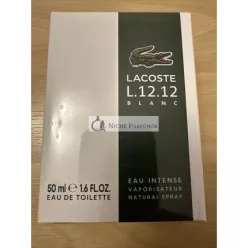 LACOSTE
L.12.12
BLANC
NICHE PARFUMOR
EAU INTENSE
VAPORISATEUR
NATURAL SPRAY
50 ml ℮ 1.6 FL.OZ.
EAU DE TOILETTE